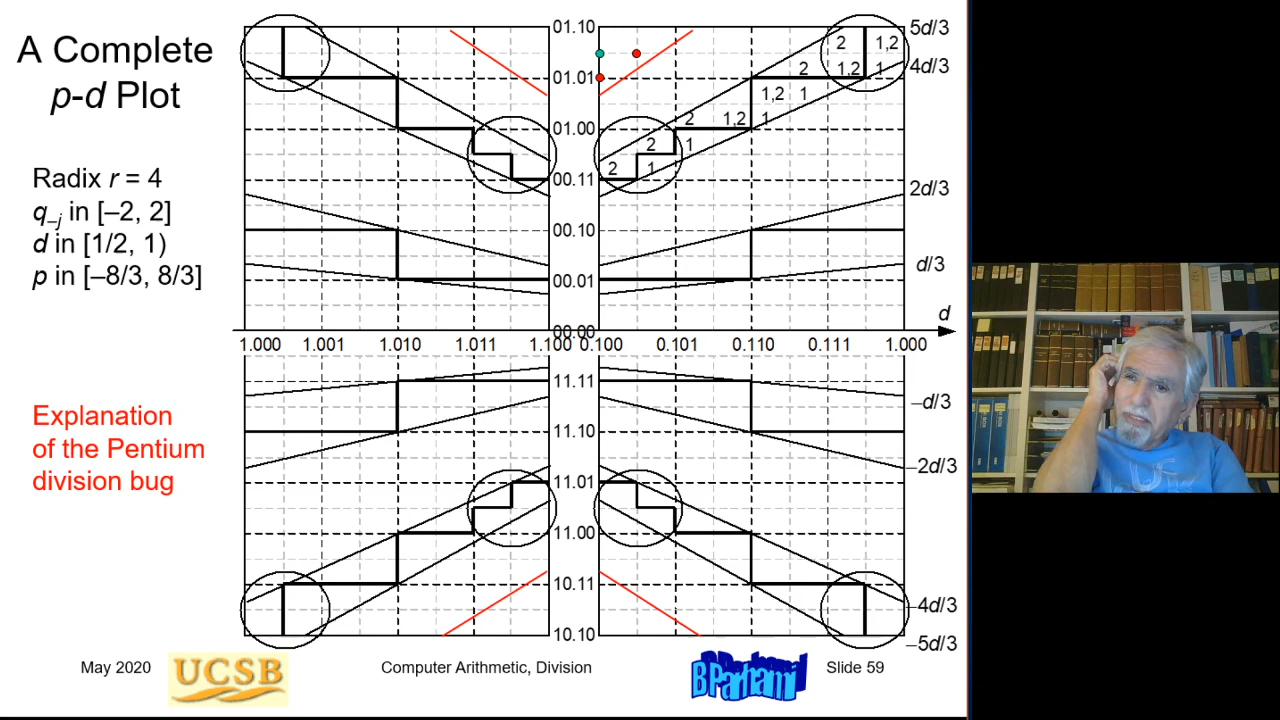 A Complete
p-d Plot
Radix r = 4
q–j in [–2, 2]
d in [1/2, 1)
p in [–8/3, 8/3]
Explanation
of the Pentium
division bug
01.10
01.01
01.00
00.11
00.10
00.01
00.00
1.000 1.001 1.010 1.011 1.100
0.100 0.101 0.110 0.111 1.000
11.11
11.10
11.01
11.00
10.11
10.10
5d/3
2 1,2
4d/3
2 1,2 1
1,2 1
2 1,2 1
2 1
2 1
2d/3
d/3
d
–d/3
–2d/3
–4d/3
–5d/3
May 2020
UCSB
Computer Arithmetic, Division
B Parhami
Slide 59